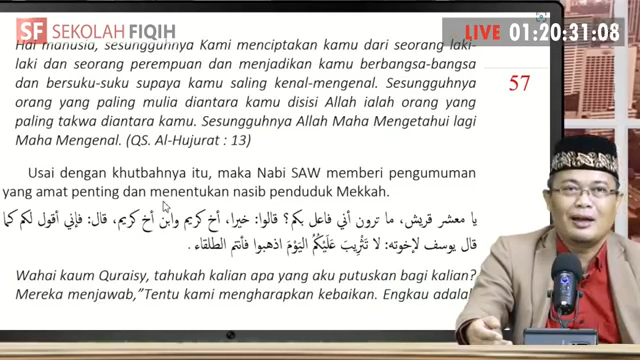 SF SEKOLAH FIQIH
LIVE 01:20:31:08
Hai manusia, sesungguhnya Kami menciptakan kamu dari seorang laki-
laki dan seorang perempuan dan menjadikan kamu berbangsa-bangsa
dan bersuku-suku supaya kamu saling kenal-mengenal. Sesungguhnya
orang yang paling mulia diantara kamu disisi Allah ialah orang yang
paling takwa diantara kamu. Sesungguhnya Allah Maha Mengetahui lagi
Maha Mengenal. (QS. Al-Hujurat : 13)
57
Usai dengan khutbahnya itu, maka Nabi SAW memberi pengumuman
yang amat penting dan menentukan nasib penduduk Mekkah.
يا معشر قريش، ما ترون أني فاعل بكم؟ قالوا: خيرا، أخ كريم وابن أخ كريم، قال: فإني أقول لكم كما
قال يوسف لإخوته: لا تَثْرِيبَ عَلَيْكُمُ اليَوْمَ اذهبوا فأنتم الطلقاء .
Wahai kaum Quraisy, tahukah kalian apa yang aku putuskan bagi kalian?
Mereka menjawab,"Tentu kami mengharapkan kebaikan. Engkau adalah